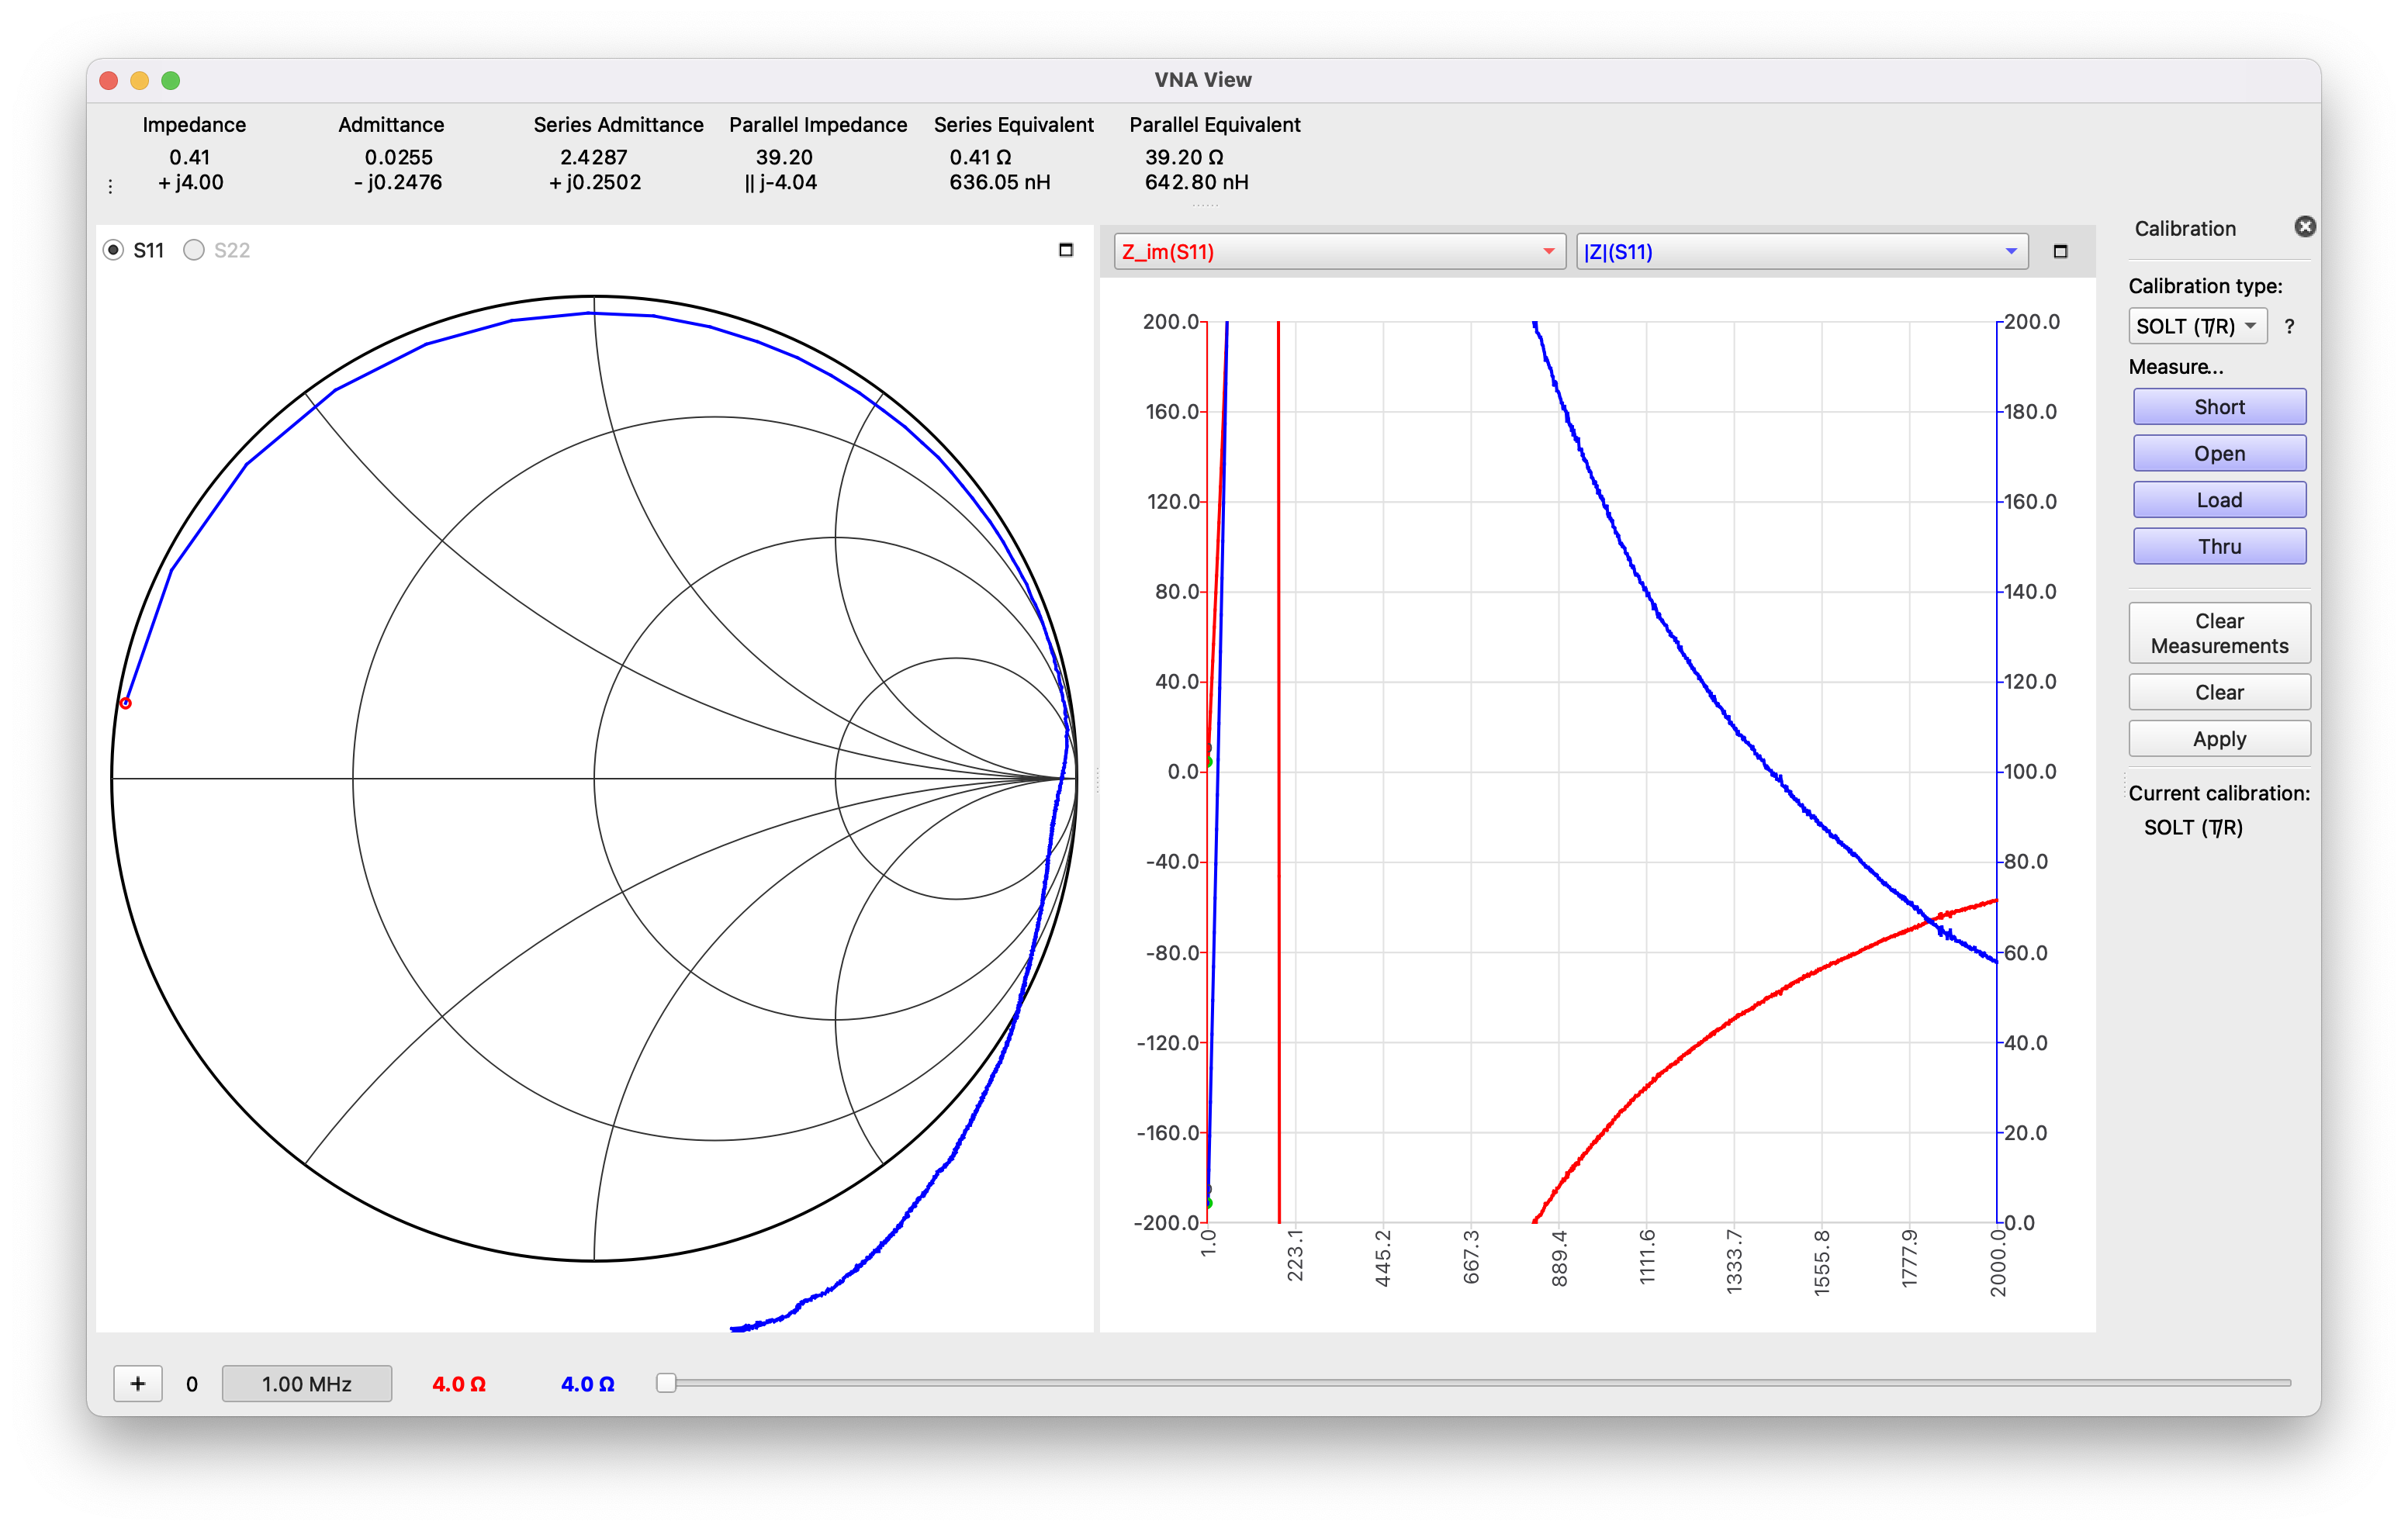 VNA View
Impedance Admittance Series Admittance Parallel Impedance Series Equivalent Parallel Equivalent
0.41 0.0255 2.4287 39.20 0.41 Ω 39.20 Ω
+ j4.00 - j0.2476 + j0.2502 || j-4.04 636.05 nH 642.80 nH
S11 S22
Z_im(S11) |Z|(S11)
200.0 200.0
160.0 180.0
120.0 160.0
80.0 140.0
40.0 120.0
0.0 100.0
-40.0 80.0
-80.0 60.0
-120.0 40.0
-160.0 20.0
-200.0 0.0
1.0 223.1 445.2 667.3 889.4 1111.6 1333.7 1555.8 1777.9 2000.0
Calibration
Calibration type:
SOLT (T/R) ?
Measure...
Short
Open
Load
Thru
Clear
Measurements
Clear
Apply
Current calibration:
SOLT (T/R)
+ 0 1.00 MHz 4.0 Ω 4.0 Ω